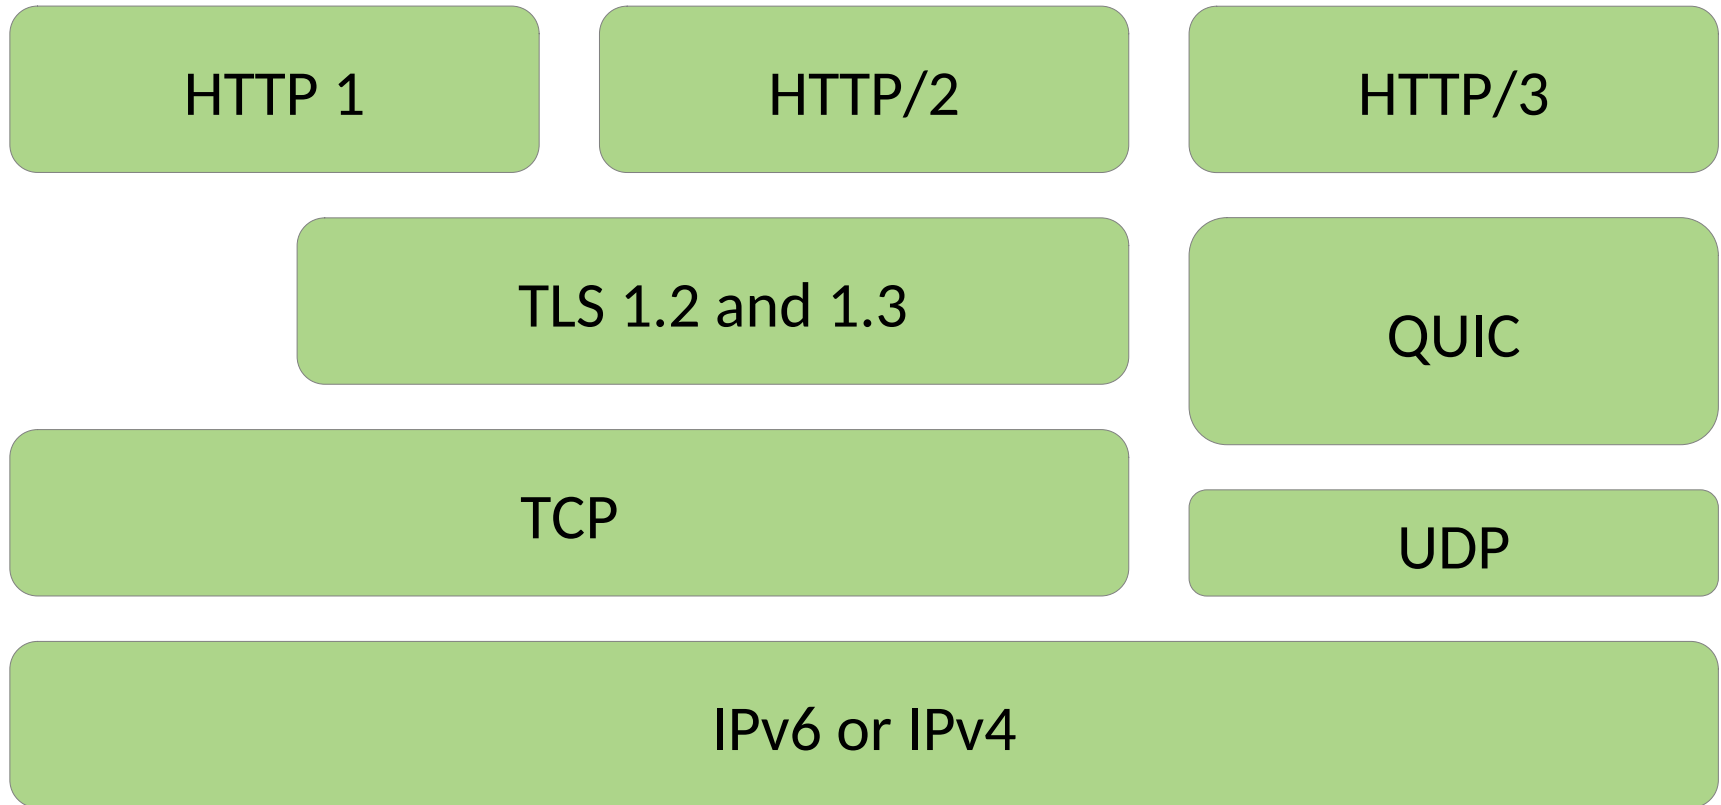 HTTP 1
HTTP/2
HTTP/3
TLS 1.2 and 1.3
QUIC
TCP
UDP
IPv6 or IPv4